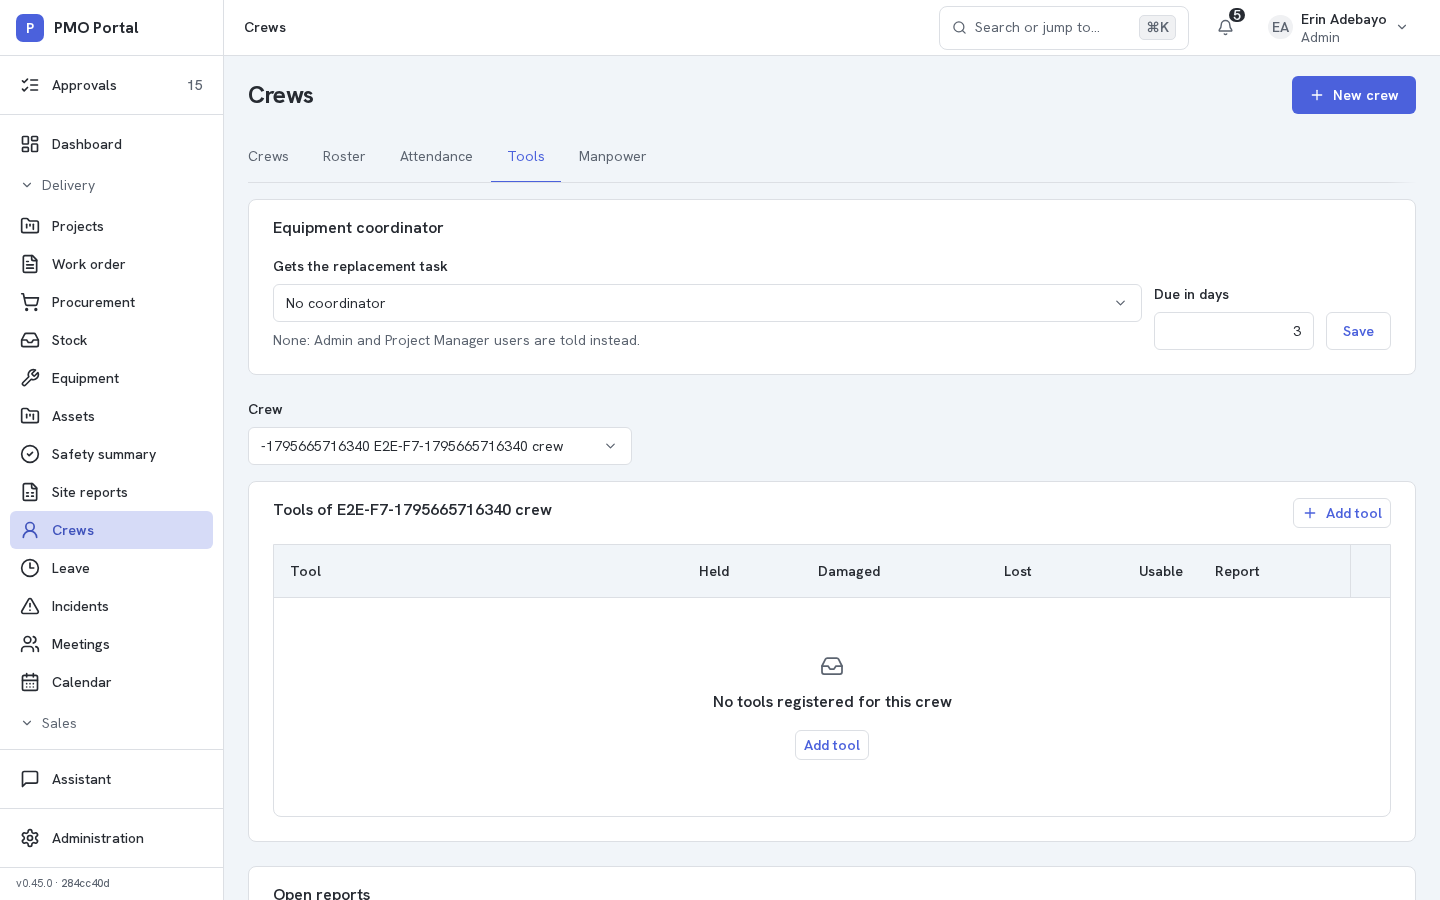 P PMO Portal
Crews
Search or jump to...
⌘K
5
EA
Erin Adebayo
Admin
Approvals 15
Dashboard
Delivery
Projects
Work order
Procurement
Stock
Equipment
Assets
Safety summary
Site reports
Crews
Leave
Incidents
Meetings
Calendar
Sales
Assistant
Administration
v0.45.0 · 284cc40d
Crews
New crew
Crews Roster Attendance Tools Manpower
Equipment coordinator
Gets the replacement task
No coordinator
None: Admin and Project Manager users are told instead.
Due in days
3
Save
Crew
-1795665716340 E2E-F7-1795665716340 crew
Tools of E2E-F7-1795665716340 crew
Add tool
Tool Held Damaged Lost Usable Report
No tools registered for this crew
Add tool
Open reports